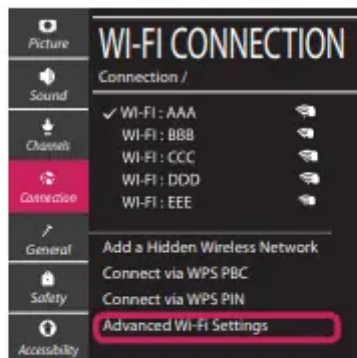 Picture
Sound
Channels
Connection
General
Safety
Accessibility
WI-FI CONNECTION
Connection /
✓ WI-FI : AAA
WI-FI : BBB
WI-FI : CCC
WI-FI : DDD
WI-FI : EEE
Add a Hidden Wireless Network
Connect via WPS PBC
Connect via WPS PIN
Advanced Wi-Fi Settings